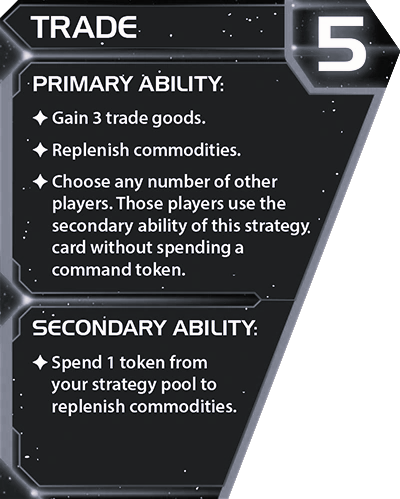 TRADE
5
PRIMARY ABILITY:
✦ Gain 3 trade goods.
✦ Replenish commodities.
✦ Choose any number of other
players. Those players use the
secondary ability of this strategy
card without spending a
command token.
SECONDARY ABILITY:
✦ Spend 1 token from
your strategy pool to
replenish commodities.